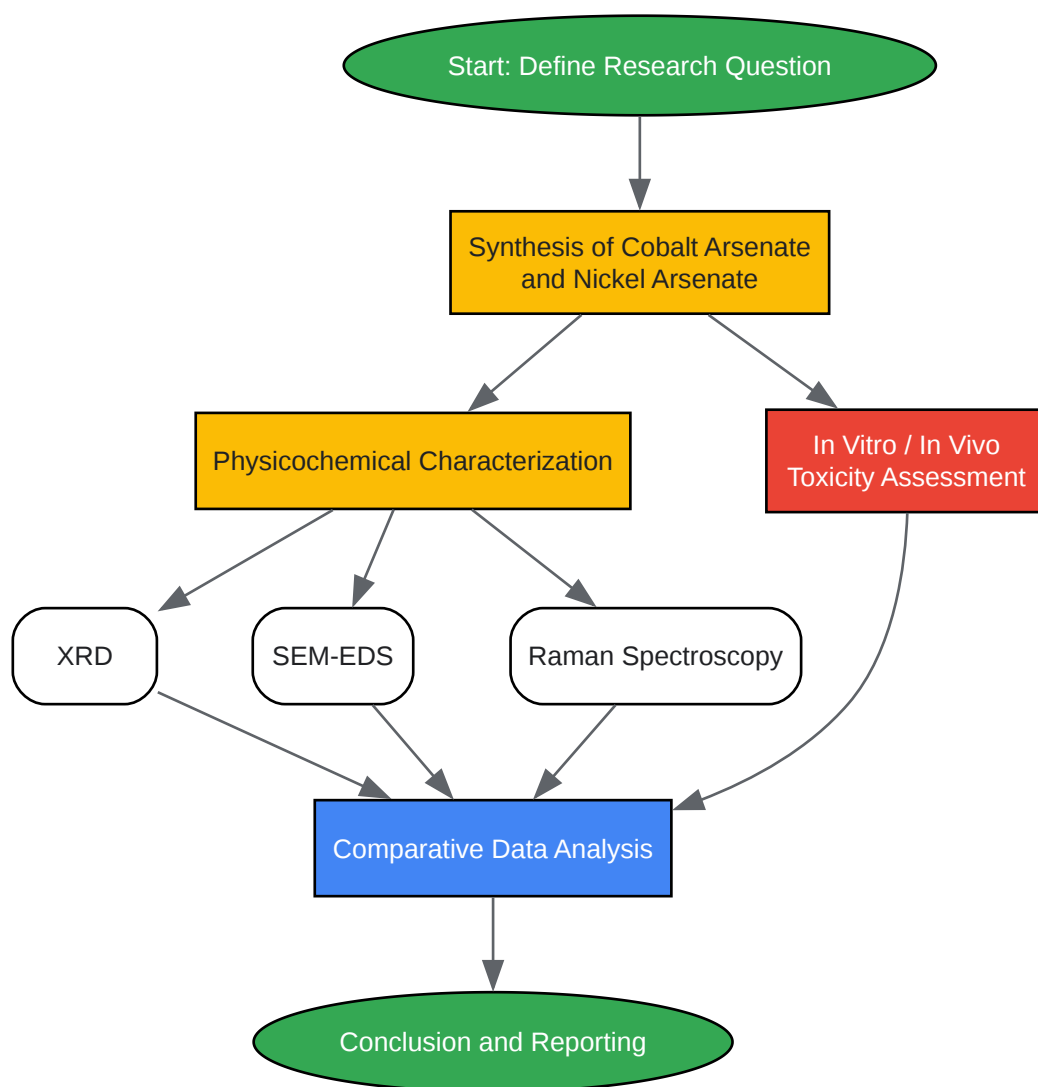 Start: Define Research Question
Synthesis of Cobalt Arsenate
and Nickel Arsenate
Physicochemical Characterization
In Vitro / In Vivo
Toxicity Assessment
XRD
SEM-EDS
Raman Spectroscopy
Comparative Data Analysis
Conclusion and Reporting